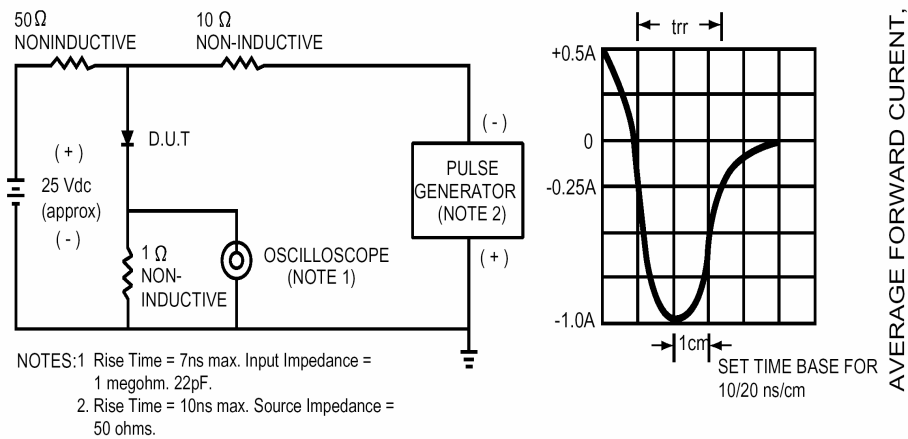 50Ω
NONINDUCTIVE
10 Ω
NON-INDUCTIVE
D.U.T
(+)
25 Vdc
(approx)
(-)
1 Ω
NON-
INDUCTIVE
OSCILLOSCOPE
(NOTE 1)
(-)
PULSE
GENERATOR
(NOTE 2)
(+)
NOTES:1 Rise Time = 7ns max. Input Impedance =
1 megohm. 22pF.
2. Rise Time = 10ns max. Source Impedance =
50 ohms.
trr
+0.5A
0
-0.25A
-1.0A
1cm
SET TIME BASE FOR
10/20 ns/cm
AVERAGE FORWARD CURENT,